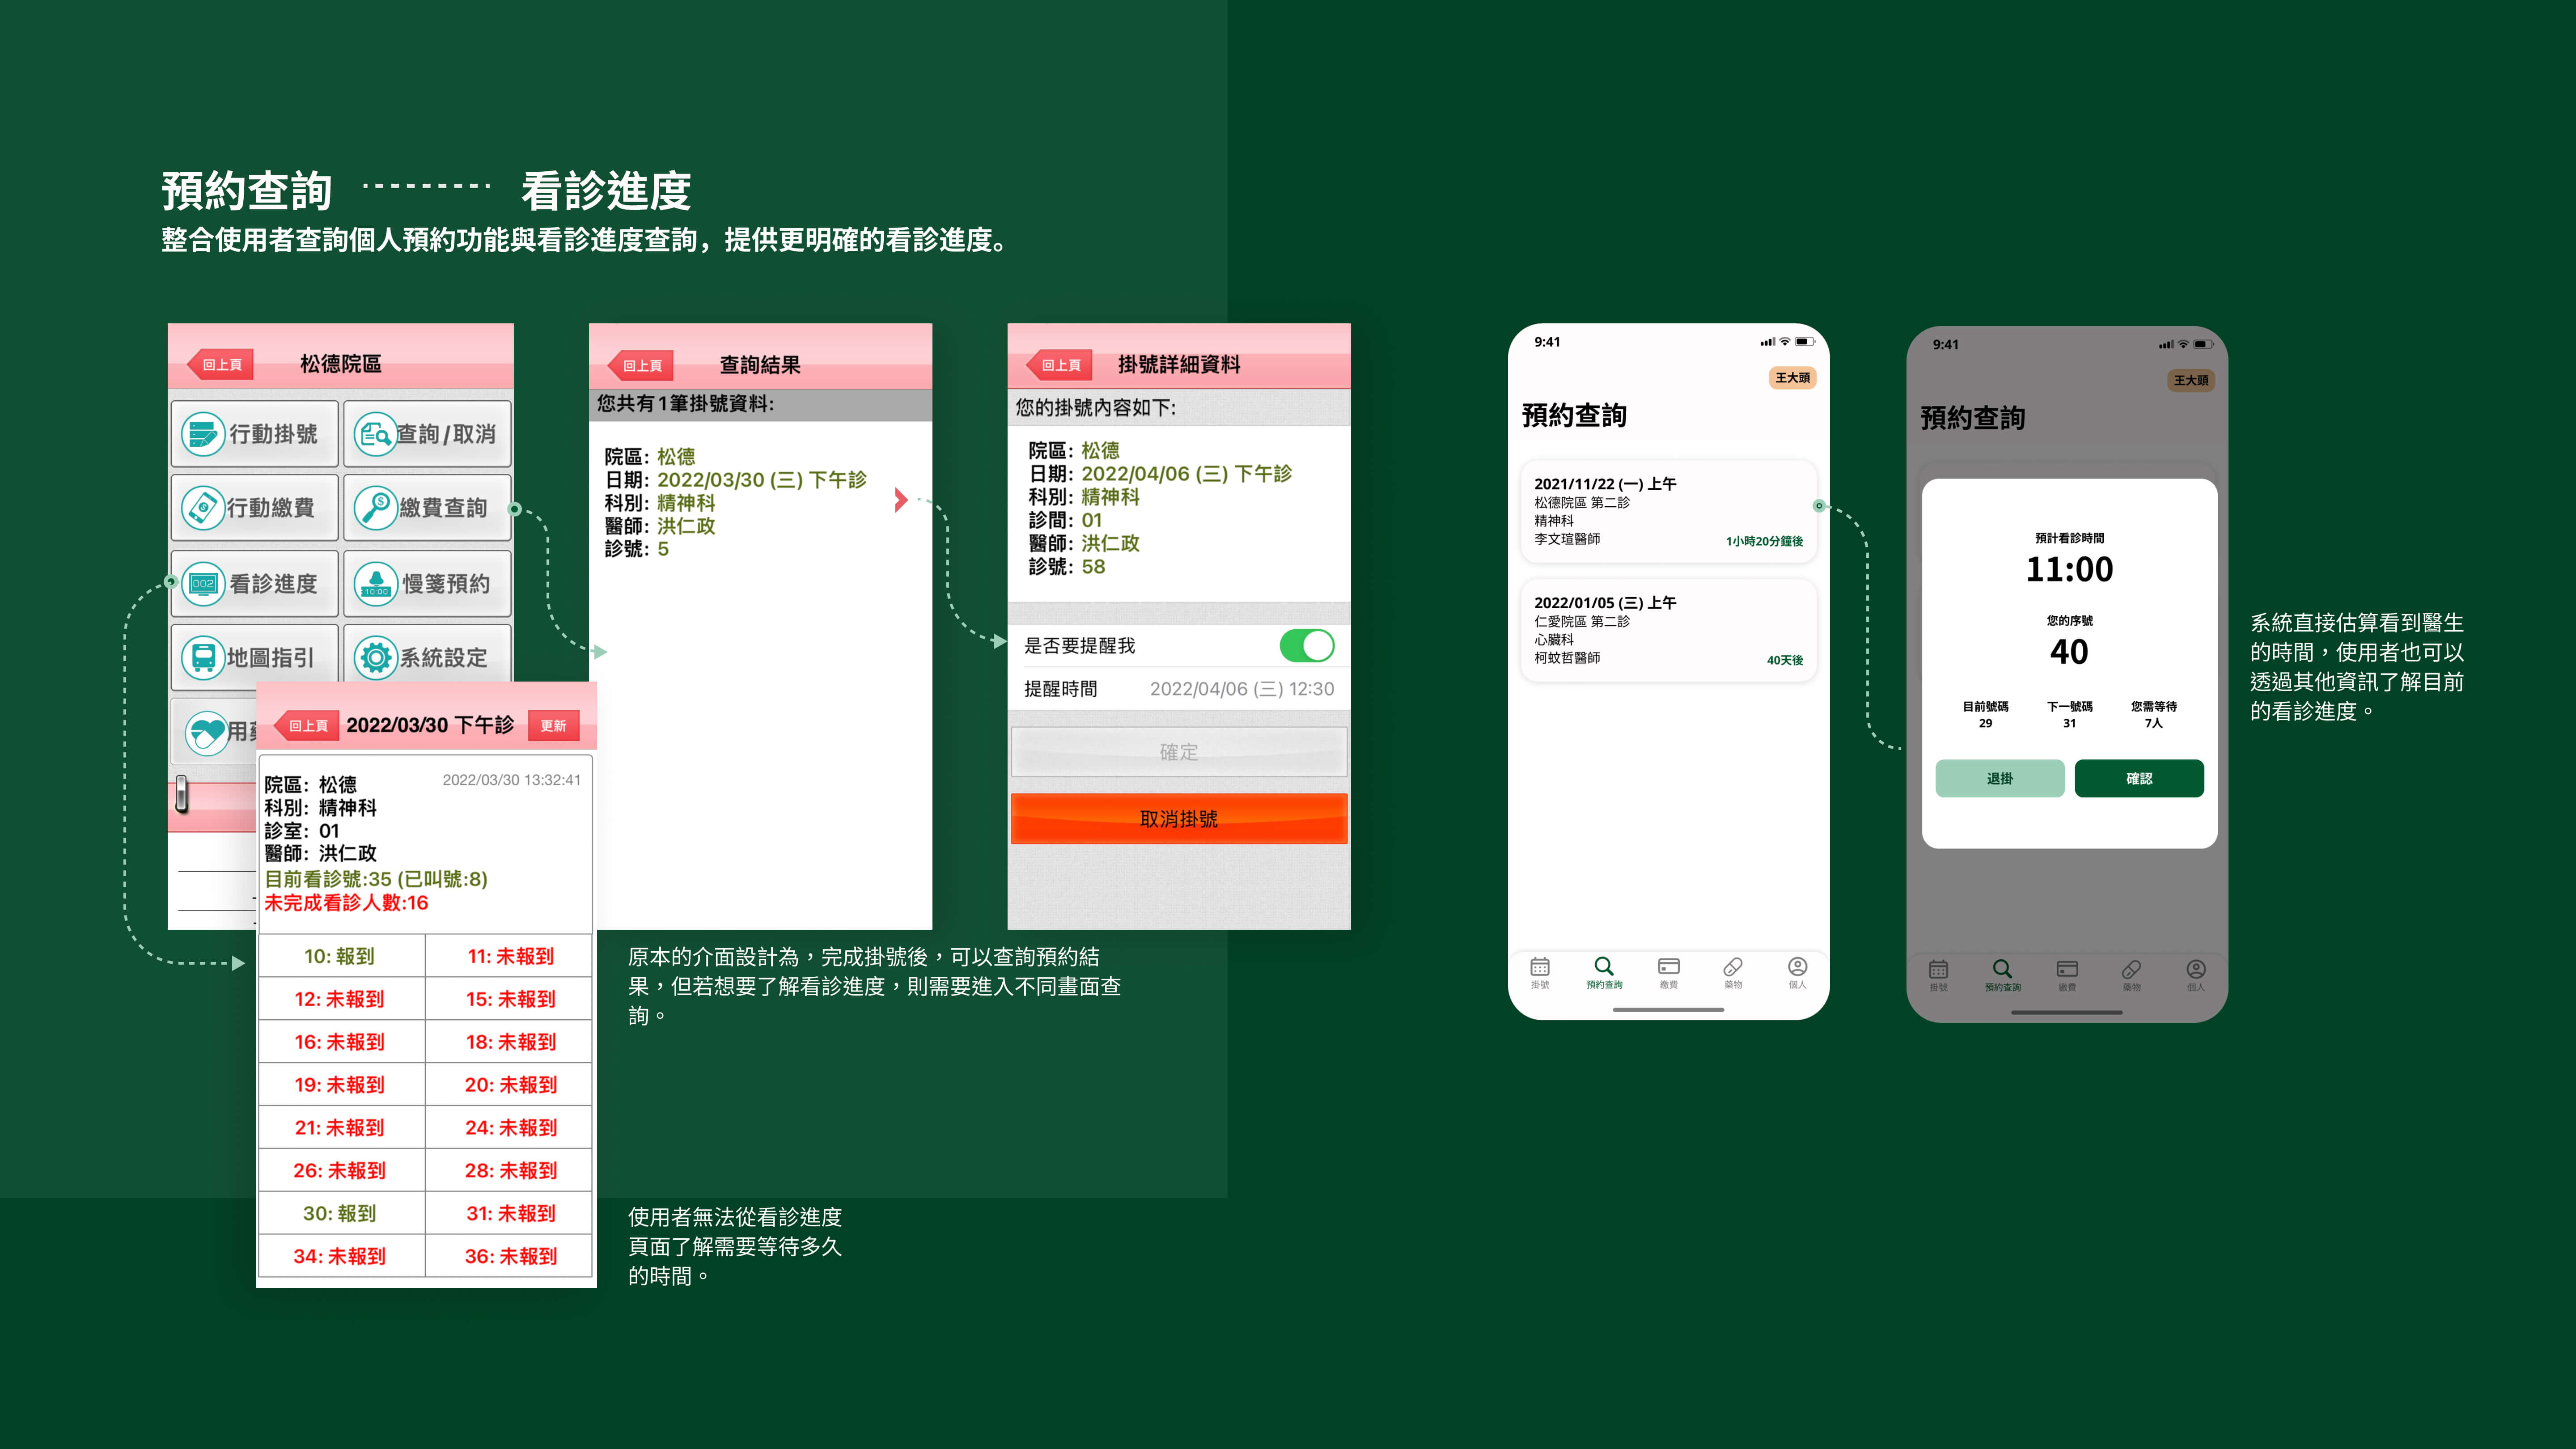 預約查詢 看診進度
整合使用者查詢個人預約功能與看診進度查詢，提供更明確的看診進度。
回上頁 松德院區
行動掛號 查詢/取消
行動繳費 繳費查詢
002 看診進度 10:00 慢箋預約
地圖指引 系統設定
用
回上頁 2022/03/30 下午診 更新
院區: 松德 2022/03/30 13:32:41
科別: 精神科
診室: 01
醫師: 洪仁政
目前看診號:35 (已叫號:8)
未完成看診人數:16
10: 報到 11: 未報到
12: 未報到 15: 未報到
16: 未報到 18: 未報到
19: 未報到 20: 未報到
21: 未報到 24: 未報到
26: 未報到 28: 未報到
30: 報到 31: 未報到
34: 未報到 36: 未報到
回上頁 查詢結果
您共有1筆掛號資料:
院區: 松德
日期: 2022/03/30 (三) 下午診
科別: 精神科
醫師: 洪仁政
診號: 5
回上頁 掛號詳細資料
您的掛號內容如下:
院區: 松德
日期: 2022/04/06 (三) 下午診
科別: 精神科
診間: 01
醫師: 洪仁政
診號: 58
是否要提醒我
提醒時間 2022/04/06 (三) 12:30
確定
取消掛號
原本的介面設計為，完成掛號後，可以查詢預約結
果，但若想要了解看診進度，則需要進入不同畫面查
詢。
使用者無法從看診進度
頁面了解需要等待多久
的時間。
9:41
王大頭
預約查詢
2021/11/22 (一) 上午
松德院區 第二診
精神科
李文瑄醫師 1小時20分鐘後
2022/01/05 (三) 上午
仁愛院區 第二診
心臟科
柯蚊哲醫師 40天後
掛號 預約查詢 繳費 藥物 個人
9:41
王大頭
預約查詢
預計看診時間
11:00
您的序號
40
目前號碼 下一號碼 您需等待
29 31 7人
退掛 確認
掛號 預約查詢 繳費 藥物 個人
系統直接估算看到醫生
的時間，使用者也可以
透過其他資訊了解目前
的看診進度。